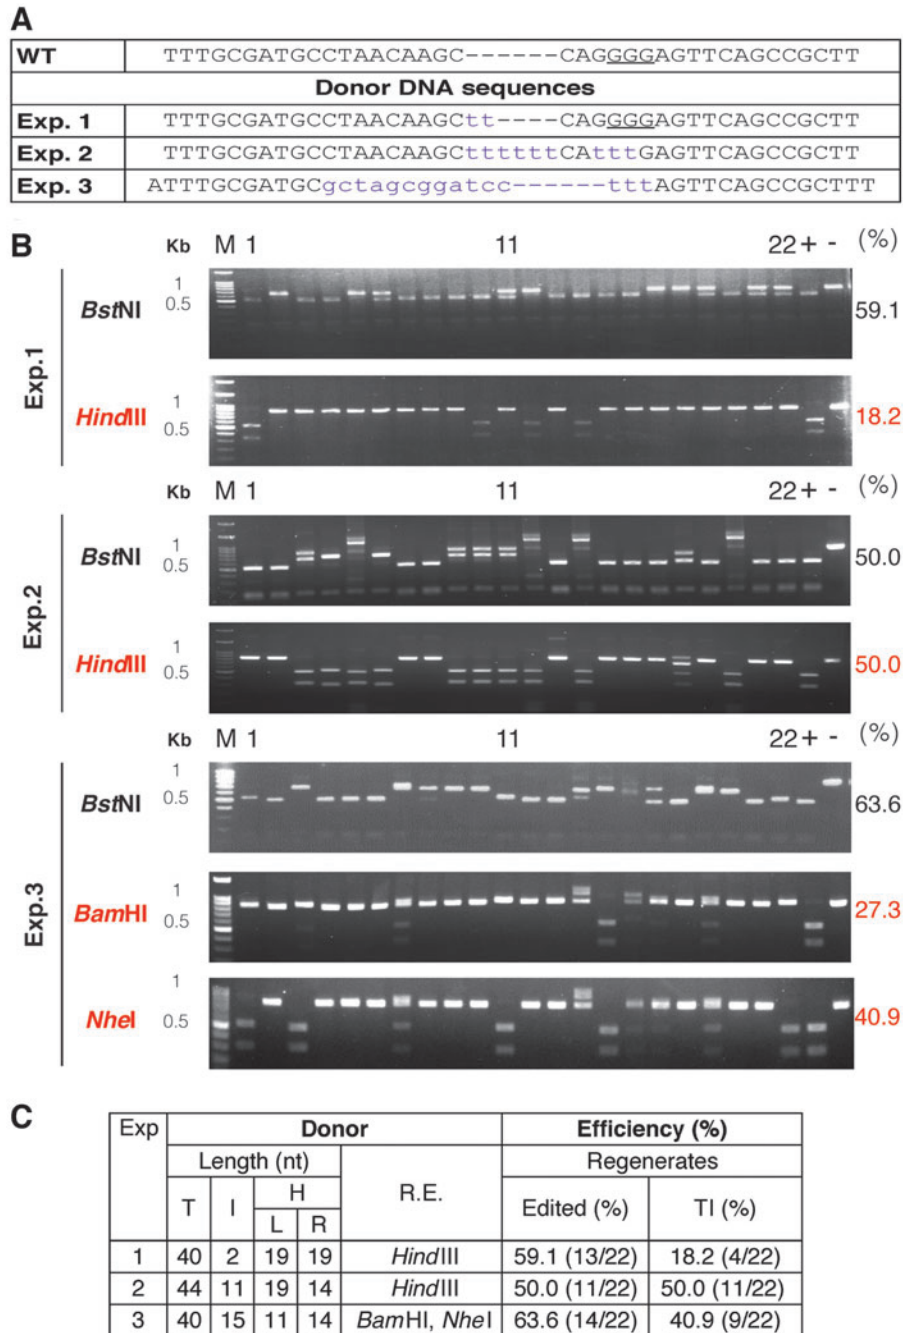 A
WT TTTGCGATGCCTAACAAGC------CAGGGGAGTTCAGCCGCTT
Donor DNA sequences
Exp. 1 TTTGCGATGCCTAACAAGCtt----CAGGGGAGTTCAGCCGCTT
Exp. 2 TTTGCGATGCCTAACAAGCttttttCAtttGAGTTCAGCCGCTT
Exp. 3 ATTTGCGATGCgctagcggatcc------tttAGTTCAGCCGCTTT
B Kb M 1 11 22 + - (%)
Exp.1
BstNI 1 0.5 59.1
HindIII 1 0.5 18.2
Kb M 1 11 22 + - (%)
Exp.2
BstNI 1 0.5 50.0
HindIII 1 0.5 50.0
Kb M 1 11 22 + - (%)
Exp.3
BstNI 1 0.5 63.6
BamHI 1 0.5 27.3
NheI 1 0.5 40.9
C
Exp Donor Efficiency (%)
Length (nt) R.E. Regenerates
T I H Edited (%) TI (%)
L R
1 40 2 19 19 HindIII 59.1 (13/22) 18.2 (4/22)
2 44 11 19 14 HindIII 50.0 (11/22) 50.0 (11/22)
3 40 15 11 14 BamHI, NheI 63.6 (14/22) 40.9 (9/22)